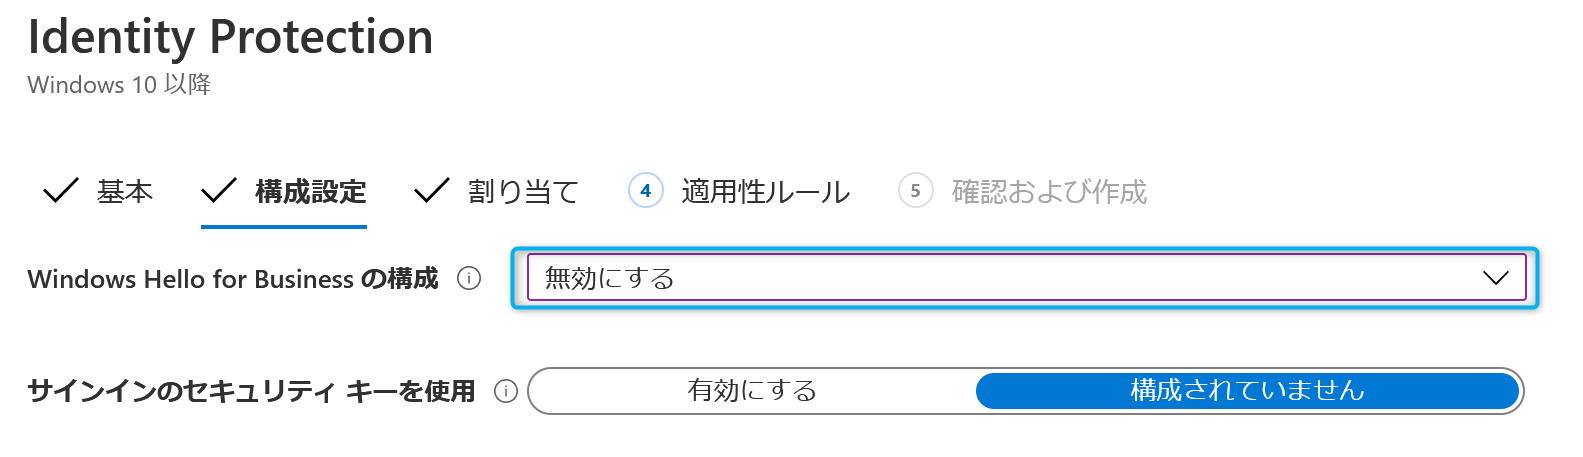 Identity Protection
Windows 10 以降
基本 構成設定 割り当て 4 適用性ルール 5 確認および作成
Windows Hello for Business の構成 無効にする
サインインのセキュリティ キーを使用 有効にする 構成されていません